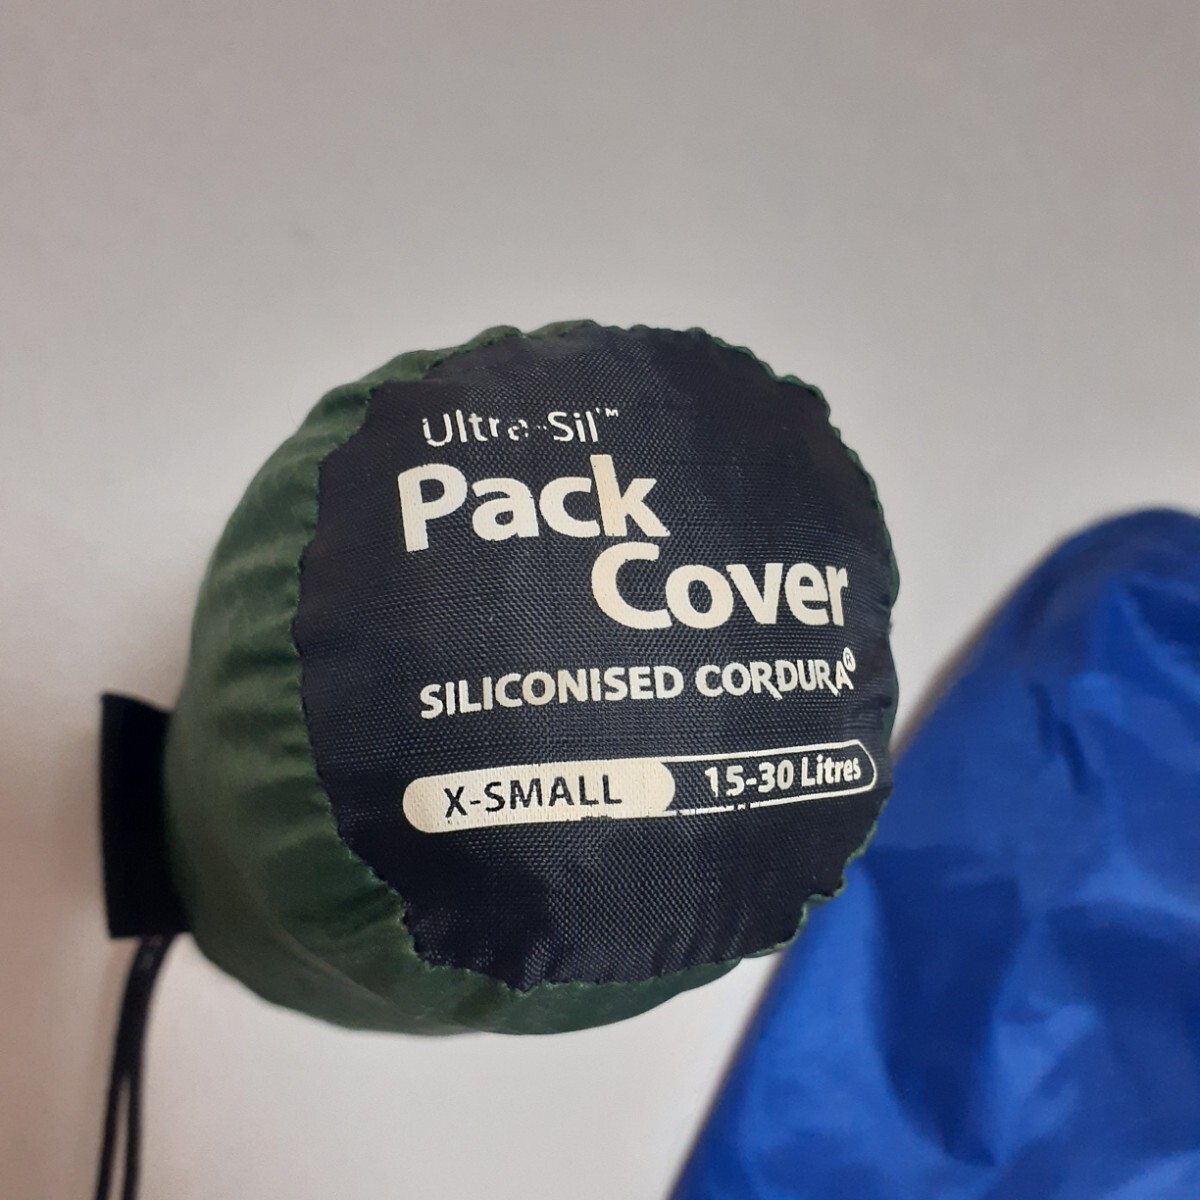 Ultra-Sil™
Pack
Cover
SILICONISED CORDURA®
X-SMALL 15-30 Litres